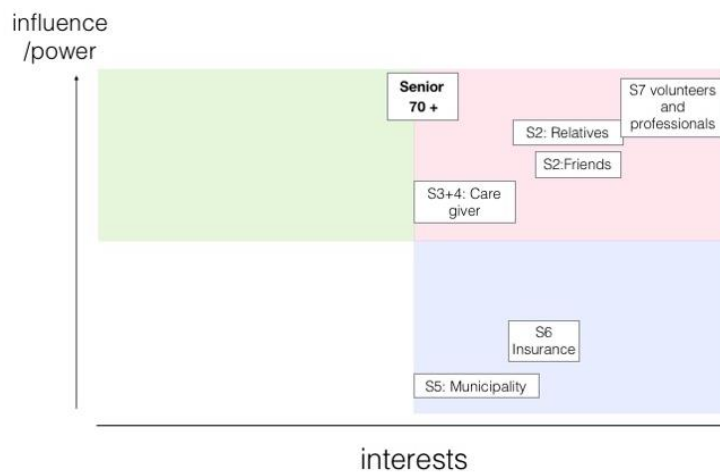 influence
/power
Senior
70 +
S7 volunteers
and
professionals
S2: Relatives
S2:Friends
S3+4: Care
giver
S6
Insurance
S5: Municipality
interests